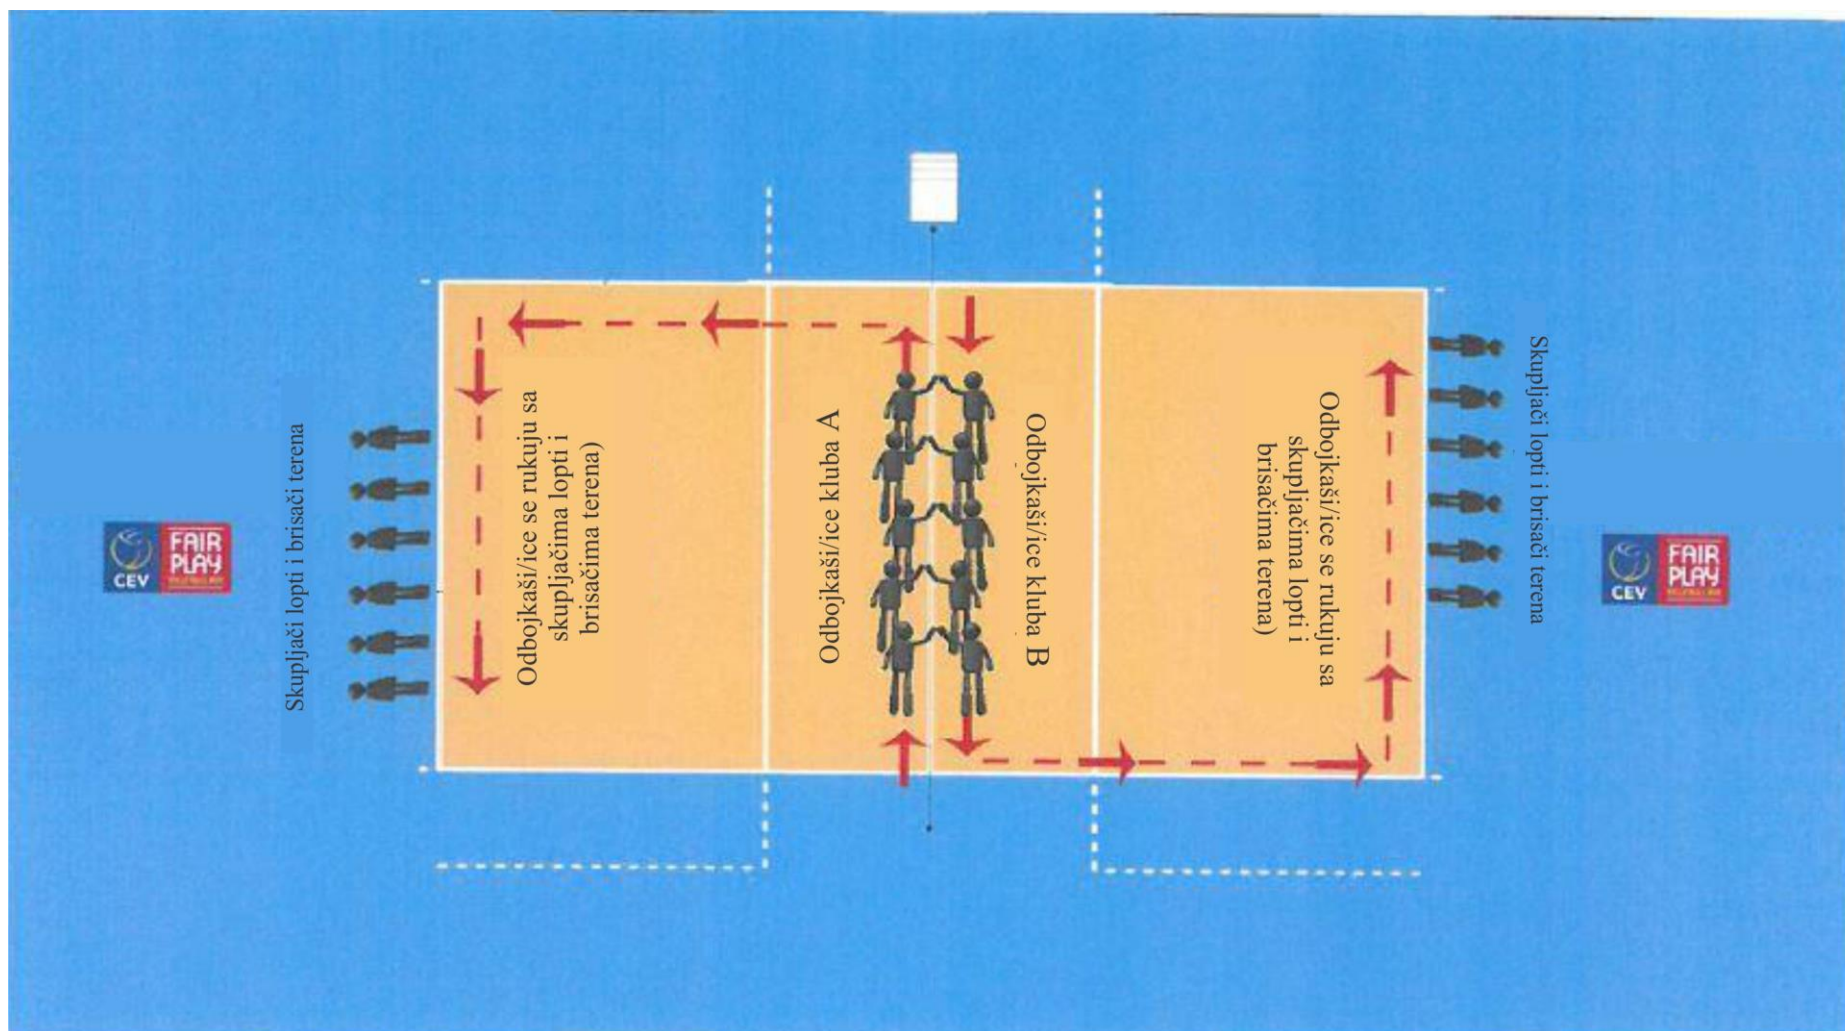 Skupljači lopti i brisači terena
CEV
FAIR
PLAY
Odbojkaši/ice se rukuju sa
skupljačima lopti i
brisačima terena)
Odbojkaši/ice kluba A
Odbojkaši/ice kluba B
Odbojkaši/ice se rukuju sa
skupljačima lopti i
brisačima terena)
Skupljači lopti i brisači terena
CEV
FAIR
PLAY